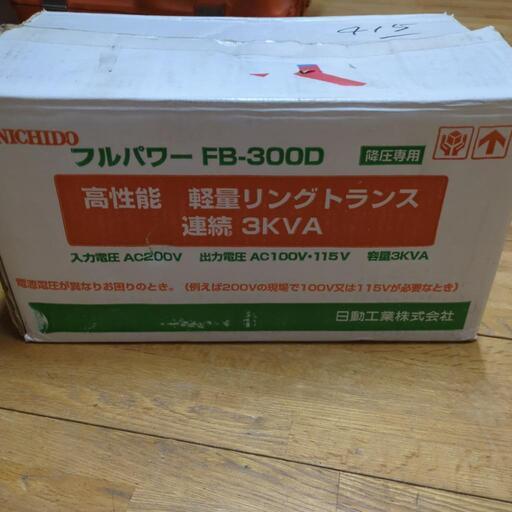 415
NICHIDO
フルパワー FB-300D
降圧専用
高性能 軽量リングトランス
連続 3KVA
入力電圧 AC200V 出力電圧 AC100V・115V 容量3KVA
電源電圧が異なりお困りのとき。(例えば200Vの現場で100V又は115Vが必要なとき)
日動工業株式会社